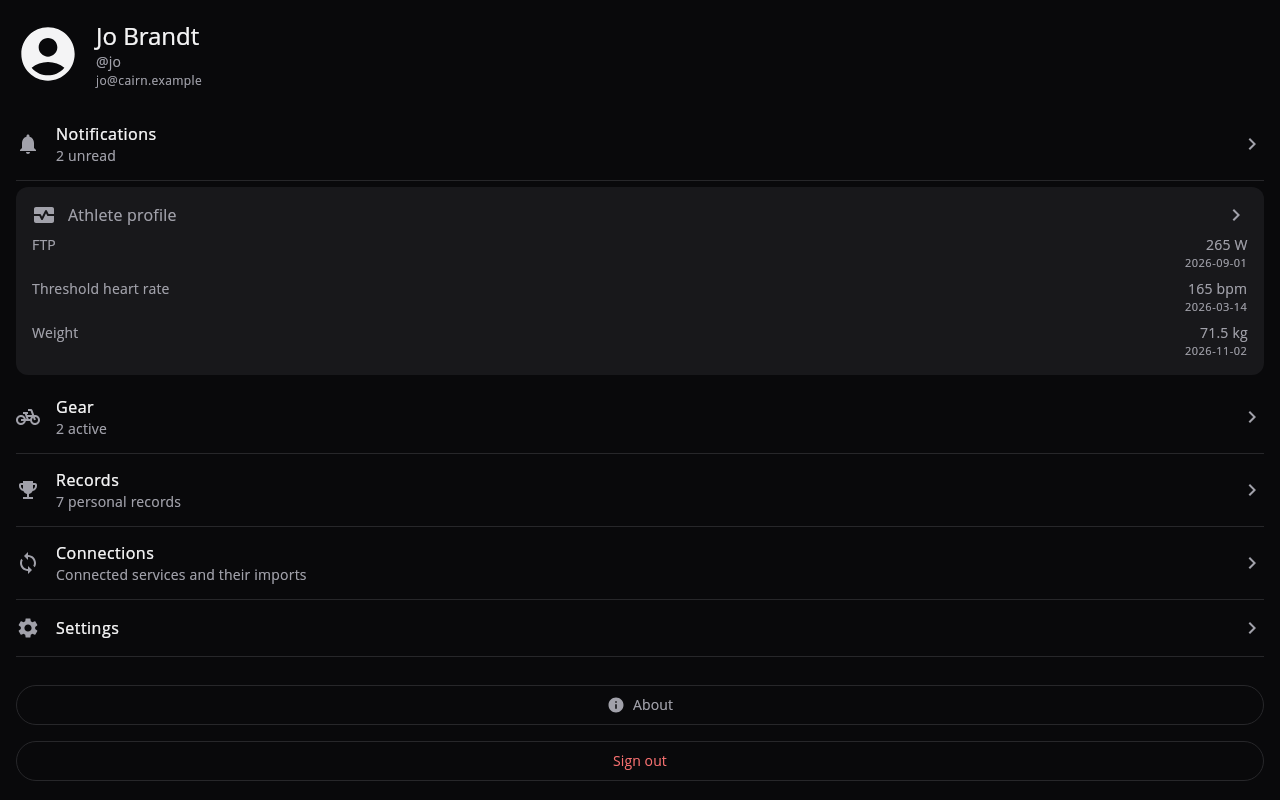 Jo Brandt
@jo
jo@cairn.example
Notifications
2 unread
Athlete profile
FTP
265 W
2026-09-01
Threshold heart rate
165 bpm
2026-03-14
Weight
71.5 kg
2026-11-02
Gear
2 active
Records
7 personal records
Connections
Connected services and their imports
Settings
About
Sign out